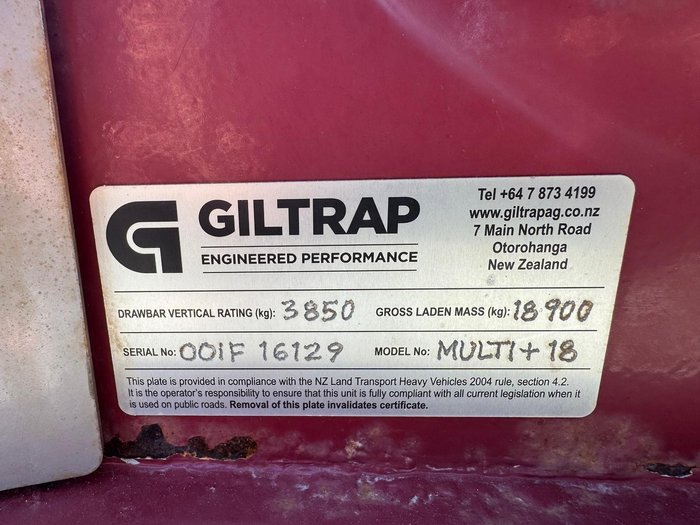 GILTRAP
ENGINEERED PERFORMANCE
Tel +64 7 873 4199
www.giltrapag.co.nz
7 Main North Road
Otorohanga
New Zealand
DRAWBAR VERTICAL RATING (kg): 3850 GROSS LADEN MASS (kg): 18900
SERIAL No: 001F 16129 MODEL No: MULTI+18
This plate is provided in compliance with the NZ Land Transport Heavy Vehicles 2004 rule, section 4.2.
It is the operator's responsibility to ensure that this unit is fully compliant with all current legislation when it
is used on public roads. Removal of this plate invalidates certificate.